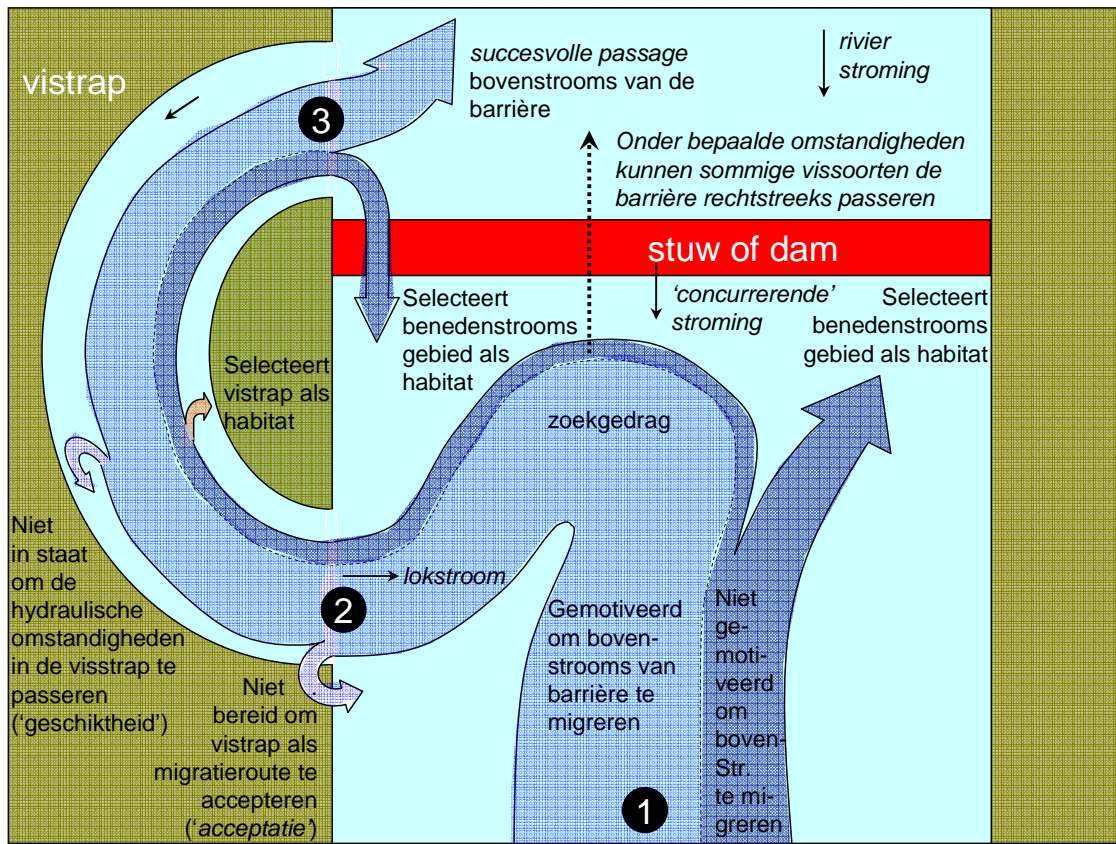 vistrap
succesvolle passage
bovenstrooms van de
barrière
rivier
stroming
3
Onder bepaalde omstandigheden
kunnen sommige vissoorten de
barrière rechtstreeks passeren
stuw of dam
Selecteert
benedenstrooms
gebied als
habitat
‘concurrerende’
stroming
Selecteert
benedenstrooms
gebied als habitat
Selecteert
vistrap als
habitat
zoekgedrag
Niet
in staat
om de
hydraulische
omstandigheden
in de visstrap te
passeren
(‘geschiktheid’)
lokstroom
2
Niet
bereid om
vistrap als
migratieroute te
accepteren
(‘acceptatie’)
Gemotiveerd
om boven-
strooms van
barrière te
migreren
1
Niet
ge-
moti-
veerd
om
boven-
Str.
te mi-
greren